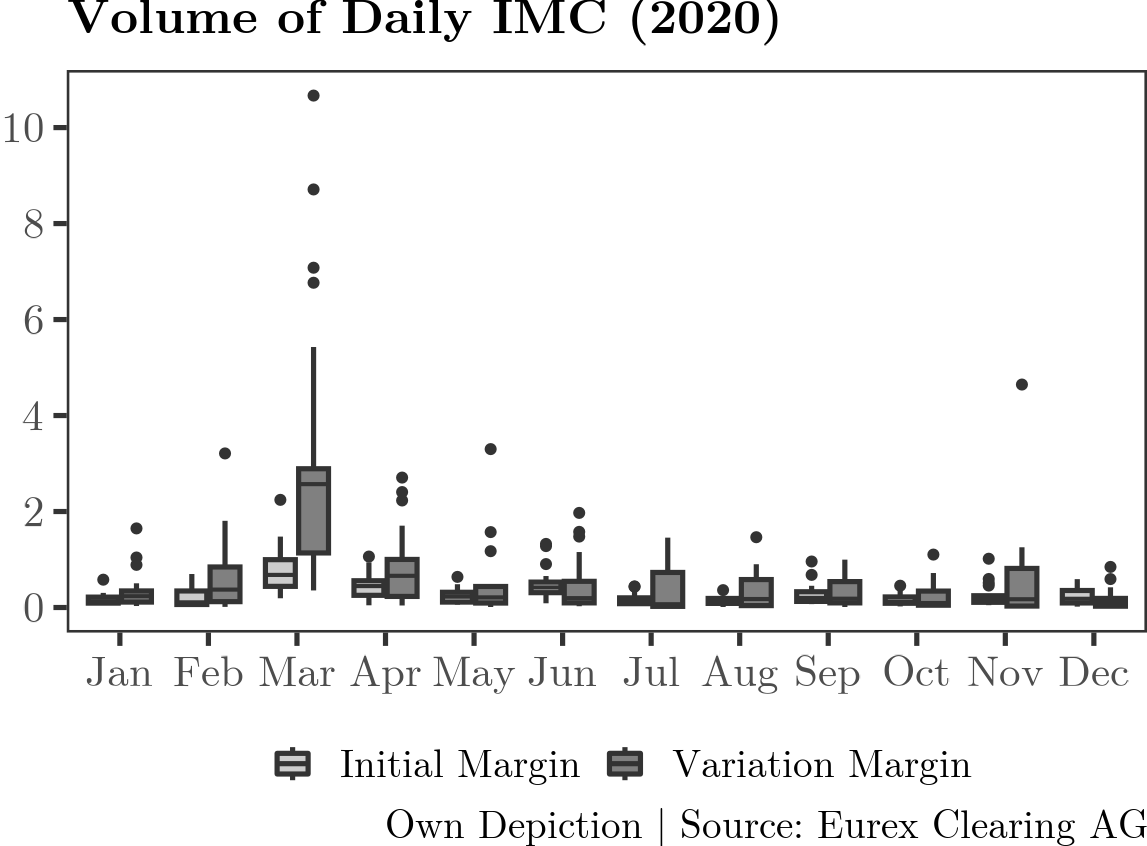 Volume of Daily IMC (2020)
10
8
6
4
2
0
Jan Feb Mar Apr May Jun Jul Aug Sep Oct Nov Dec
Initial Margin Variation Margin
Own Depiction | Source: Eurex Clearing AG